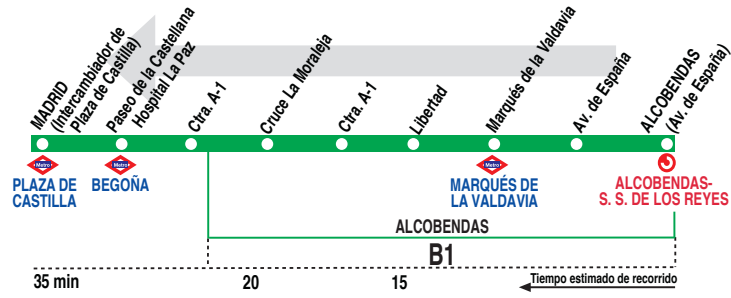 MADRID
(Intercambiador de
Plaza de Castilla)
Paseo de la Castellana
Hospital La Paz
Ctra. A-1
Cruce La Moraleja
Ctra. A-1
Libertad
Marqués de la Valdavia
Av. de España
ALCOBENDAS
(Av. de España)
Metro
Metro
Metro
PLAZA DE
CASTILLA
BEGOÑA
MARQUÉS DE
LA VALDAVIA
ALCOBENDAS-
S. S. DE LOS REYES
ALCOBENDAS
B1
35 min
20
15
Tiempo estimado de recorrido